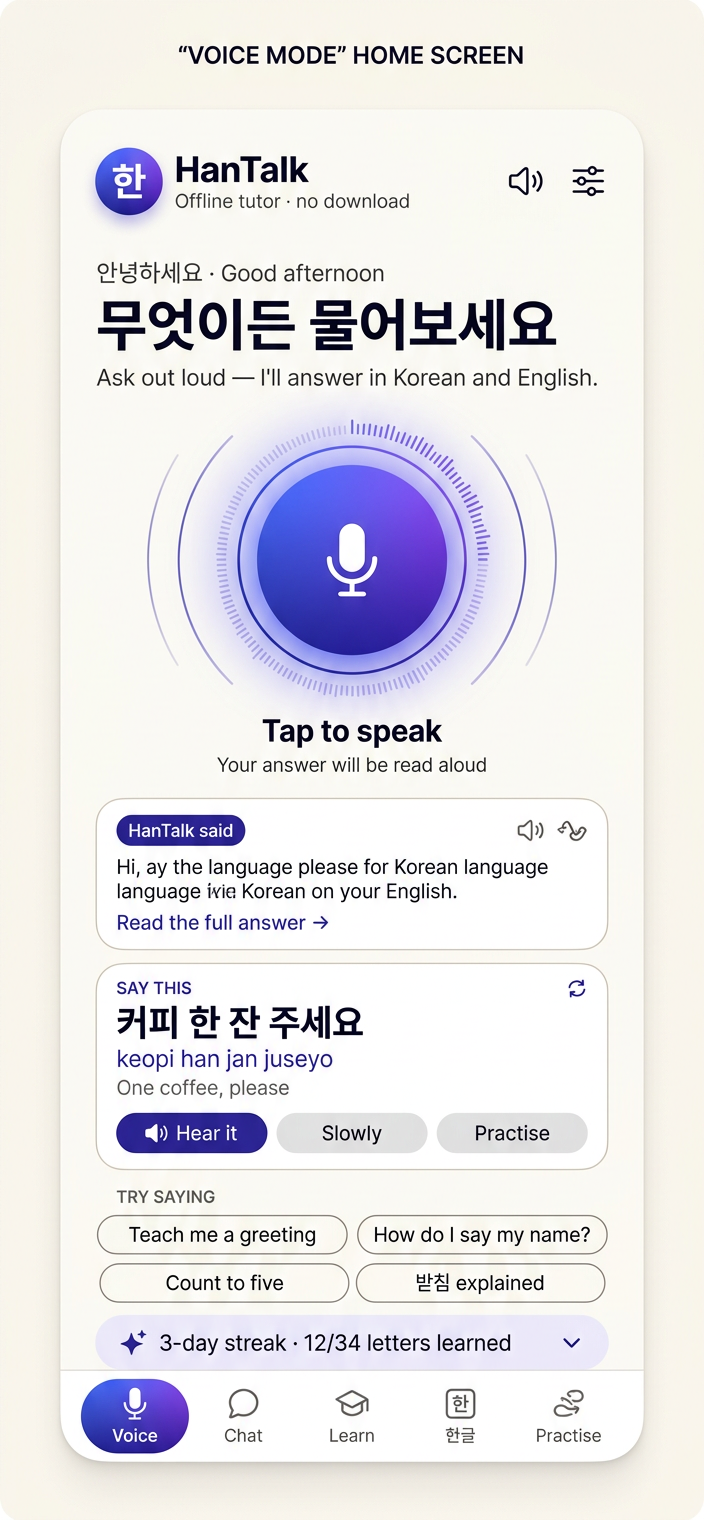 “VOICE MODE” HOME SCREEN
한
HanTalk
Offline tutor · no download
안녕하세요 · Good afternoon
무엇이든 물어보세요
Ask out loud — I'll answer in Korean and English.
Tap to speak
Your answer will be read aloud
HanTalk said
Hi, ay the language please for Korean language
language Korean on your English.
Read the full answer →
SAY THIS
커피 한 잔 주세요
keopi han jan juseyo
One coffee, please
Hear it
Slowly
Practise
TRY SAYING
Teach me a greeting
How do I say my name?
Count to five
받침 explained
3-day streak · 12/34 letters learned
한
Voice
Chat
Learn
한글
Practise